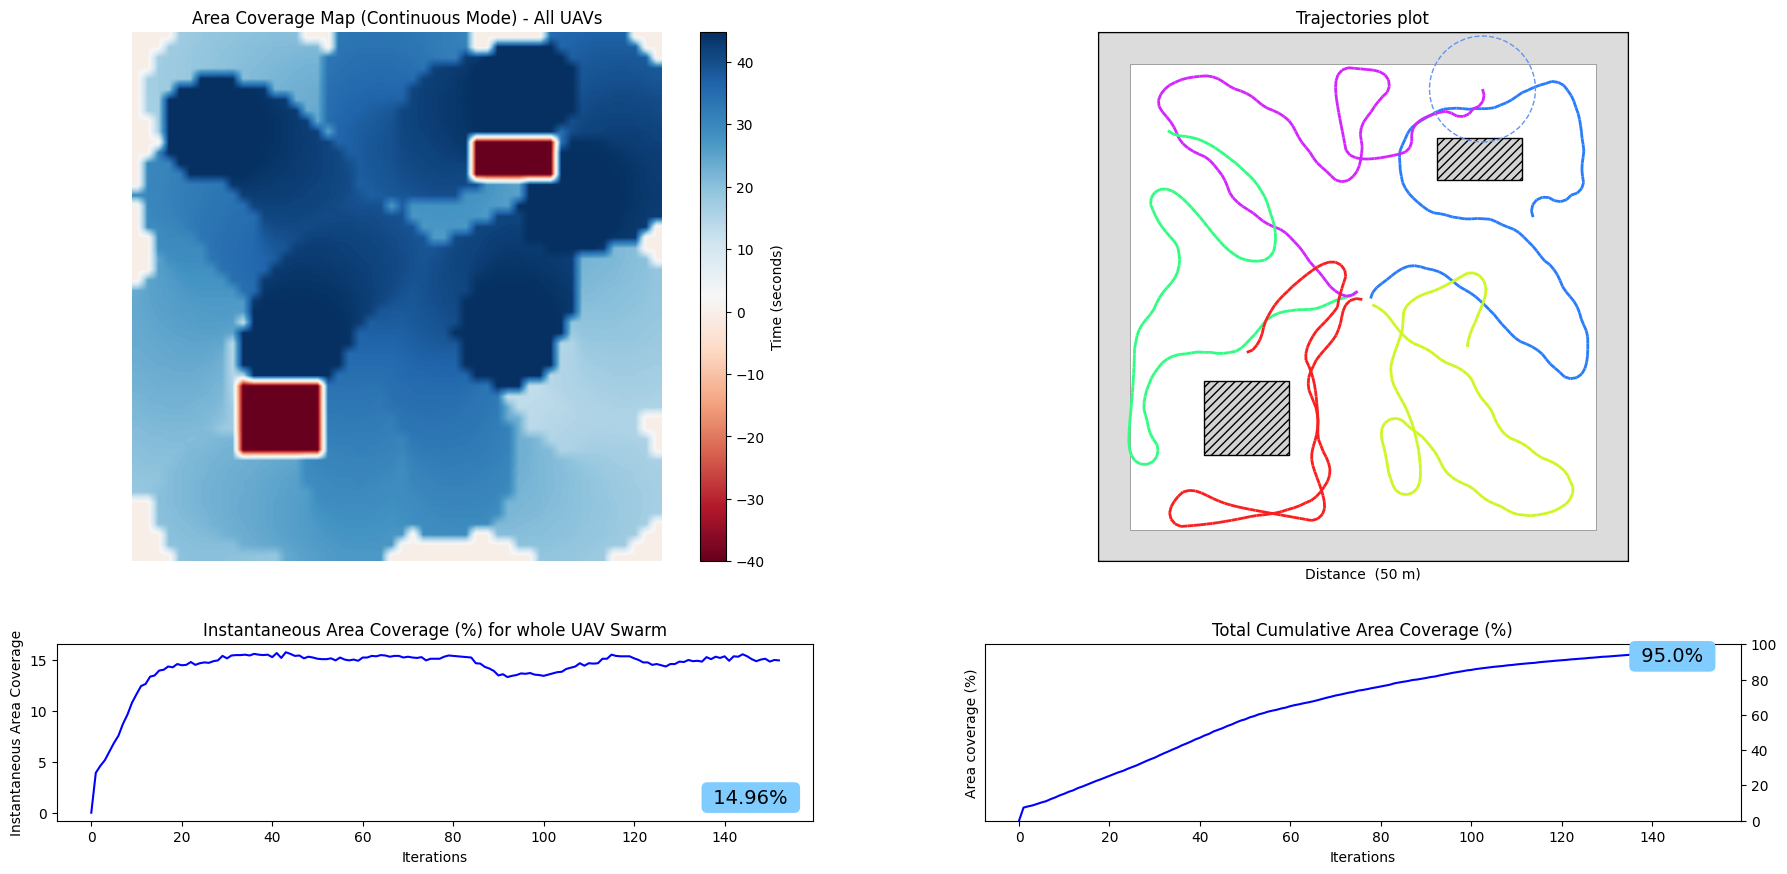 Area Coverage Map (Continuous Mode) - All UAVs
40
30
20
10
0
−10
−20
−30
−40
Time (seconds)
Trajectories plot
Distance  (50 m)
Instantaneous Area Coverage (%) for whole UAV Swarm
Instantaneous Area Coverage
15
10
5
0
14.96%
0 20 40 60 80 100 120 140
Iterations
Total Cumulative Area Coverage (%)
Area coverage (%)
95.0%
100
80
60
40
20
0
0 20 40 60 80 100 120 140
Iterations